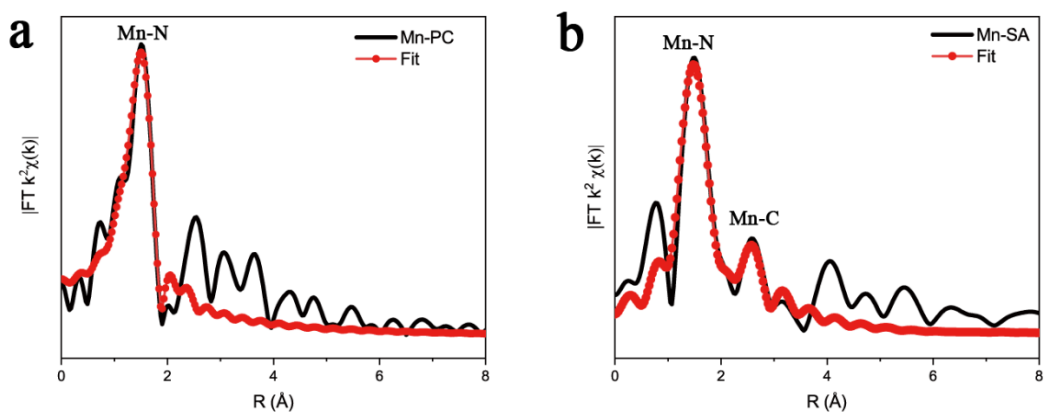 a
Mn-N
Mn-PC
Fit
|FT k²χ(k)|
0 2 4 6 8
R (Å)
b
Mn-N
Mn-SA
Fit
Mn-C
|FT k² χ(k)|
0 2 4 6 8
R (Å)